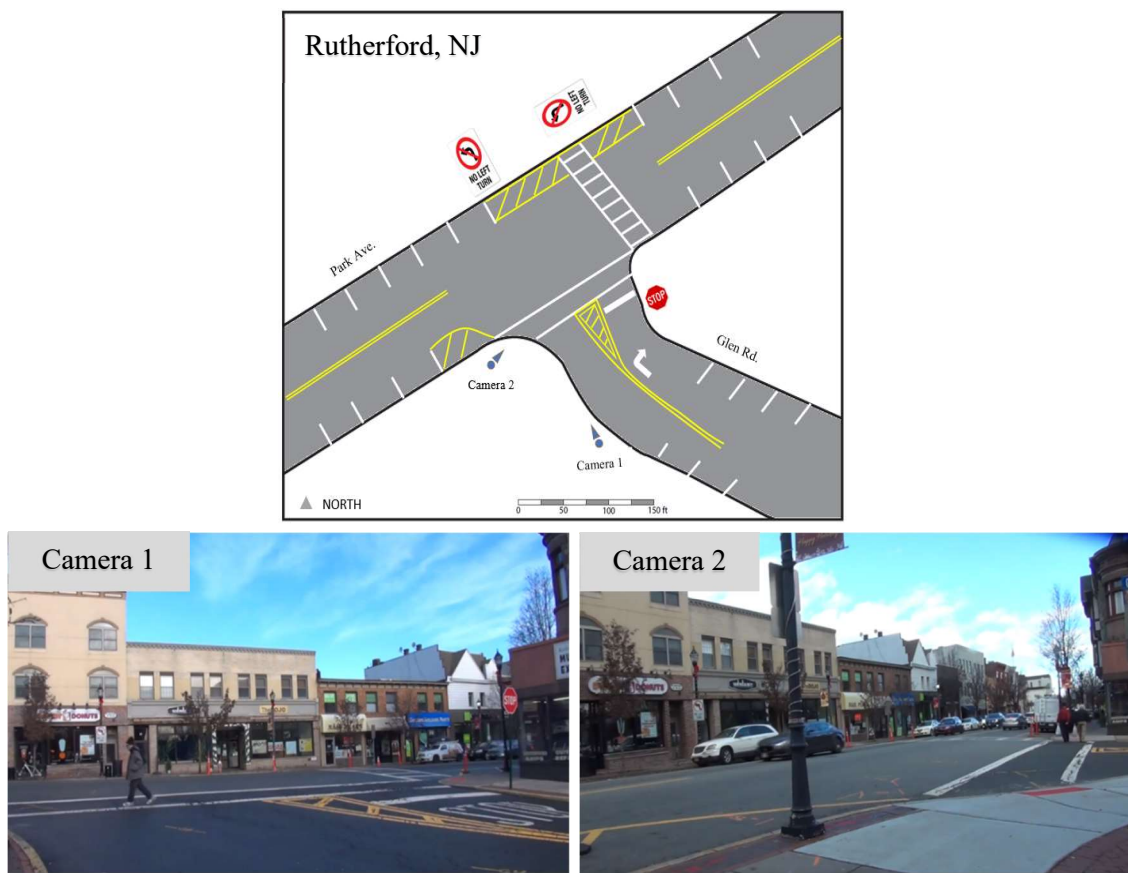 Rutherford, NJ
NO LEFT
TURN
NO LEFT
TURN
Park Ave.
STOP
Glen Rd.
Camera 2
Camera 1
NORTH
0 50 100 150 ft
Camera 1
Camera 2
DONUTS
STOP
STOP
DONUTS